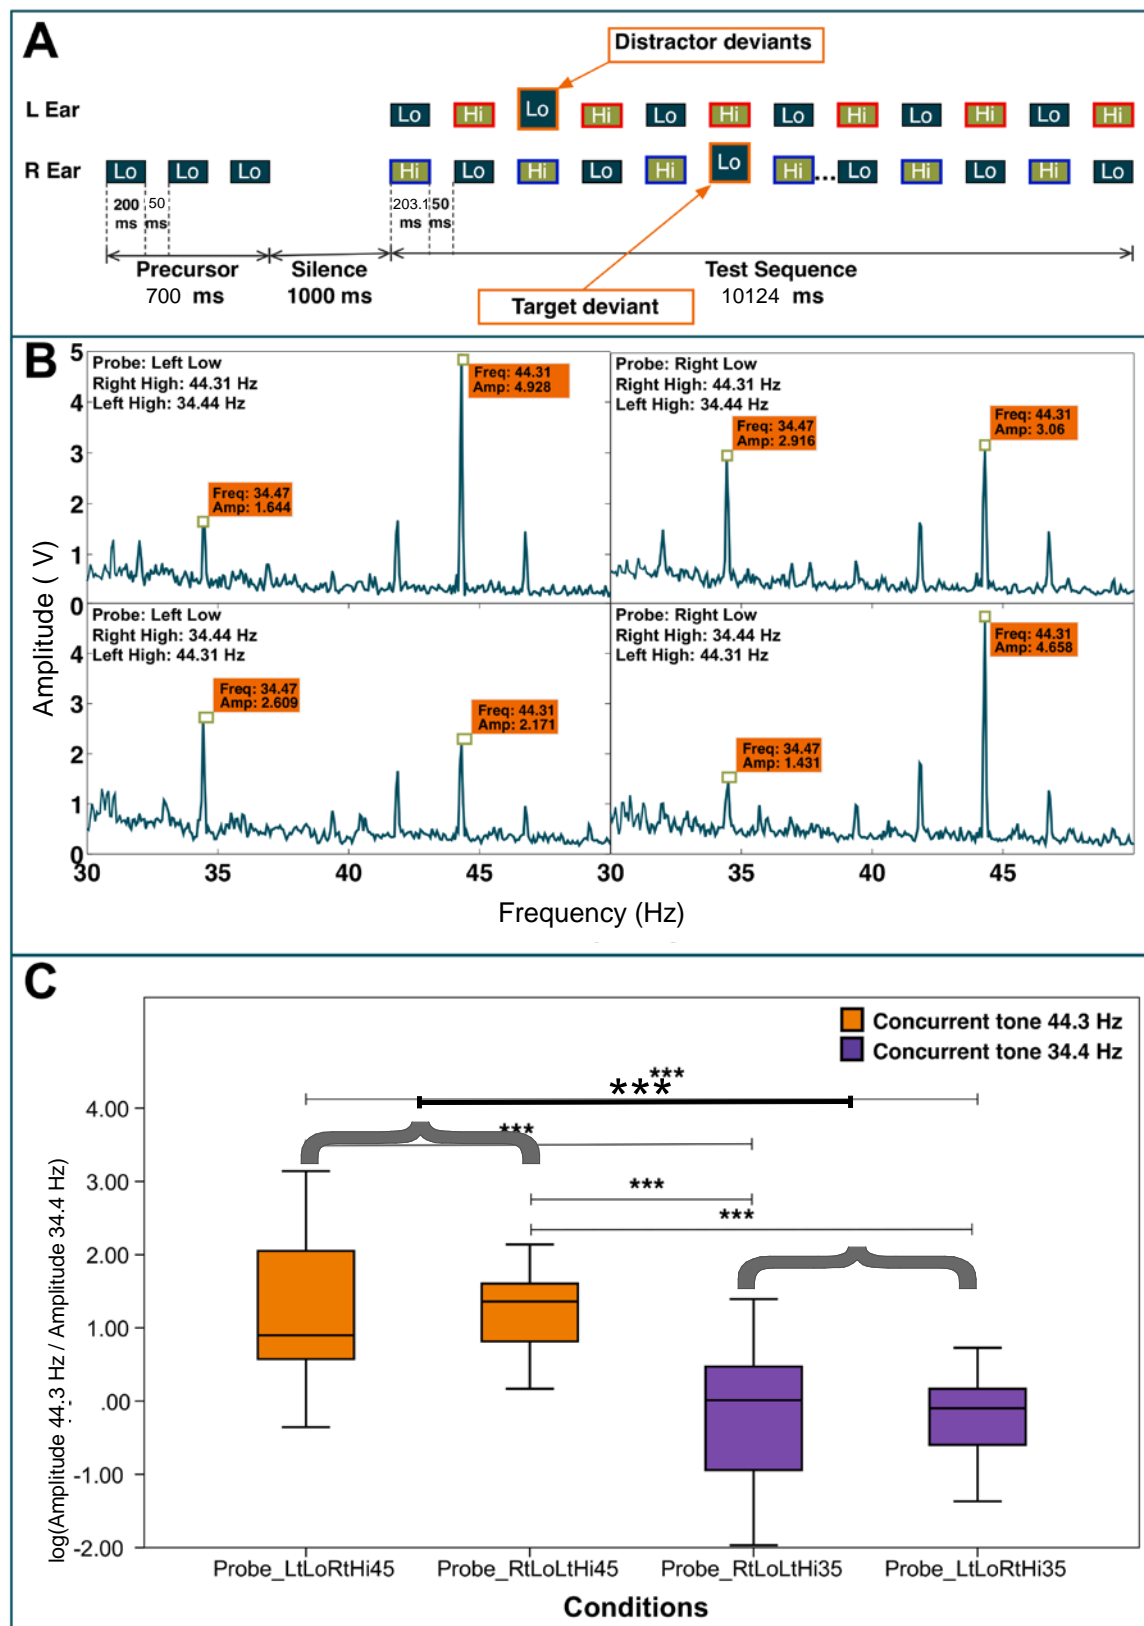 A
Distractor deviants
L Ear
Lo Hi Lo Hi Lo Hi Lo Hi Lo Hi Lo Hi
R Ear
Lo Lo Lo Hi Lo Hi Lo Hi Lo Hi ... Lo Hi Lo Hi Lo
200 ms
50 ms
203.1 ms
50 ms
Precursor
700 ms
Silence
1000 ms
Test Sequence
10124 ms
Target deviant
B
Amplitude ( V)
5
4
3
2
1
0
Probe: Left Low
Right High: 44.31 Hz
Left High: 34.44 Hz
Freq: 34.47
Amp: 1.644
Freq: 44.31
Amp: 4.928
Probe: Right Low
Right High: 44.31 Hz
Left High: 34.44 Hz
Freq: 34.47
Amp: 2.916
Freq: 44.31
Amp: 3.06
4
3
2
1
0
Probe: Left Low
Right High: 34.44 Hz
Left High: 44.31 Hz
Freq: 34.47
Amp: 2.609
Freq: 44.31
Amp: 2.171
Probe: Right Low
Right High: 34.44 Hz
Left High: 44.31 Hz
Freq: 34.47
Amp: 1.431
Freq: 44.31
Amp: 4.658
30 35 40 45 30 35 40 45
Frequency (Hz)
C
Concurrent tone 44.3 Hz
Concurrent tone 34.4 Hz
***
***
***
***
***
log(Amplitude 44.3 Hz / Amplitude 34.4 Hz)
4.00
3.00
2.00
1.00
.00
-1.00
-2.00
Probe_LtLoRtHi45 Probe_RtLoLtHi45 Probe_RtLoLtHi35 Probe_LtLoRtHi35
Conditions